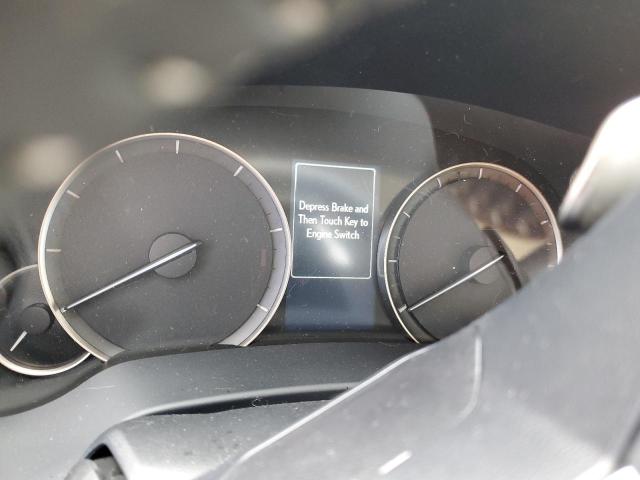 Depress Brake and
Then Touch Key to
Engine Switch